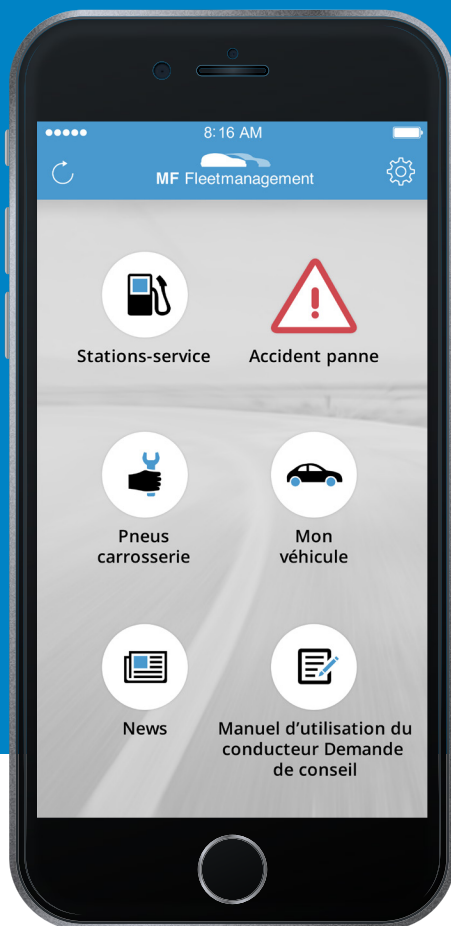 8:16 AM
MF Fleetmanagement
Stations-service
Accident panne
Pneus
carrosserie
Mon
véhicule
News
Manuel d’utilisation du
conducteur Demande
de conseil